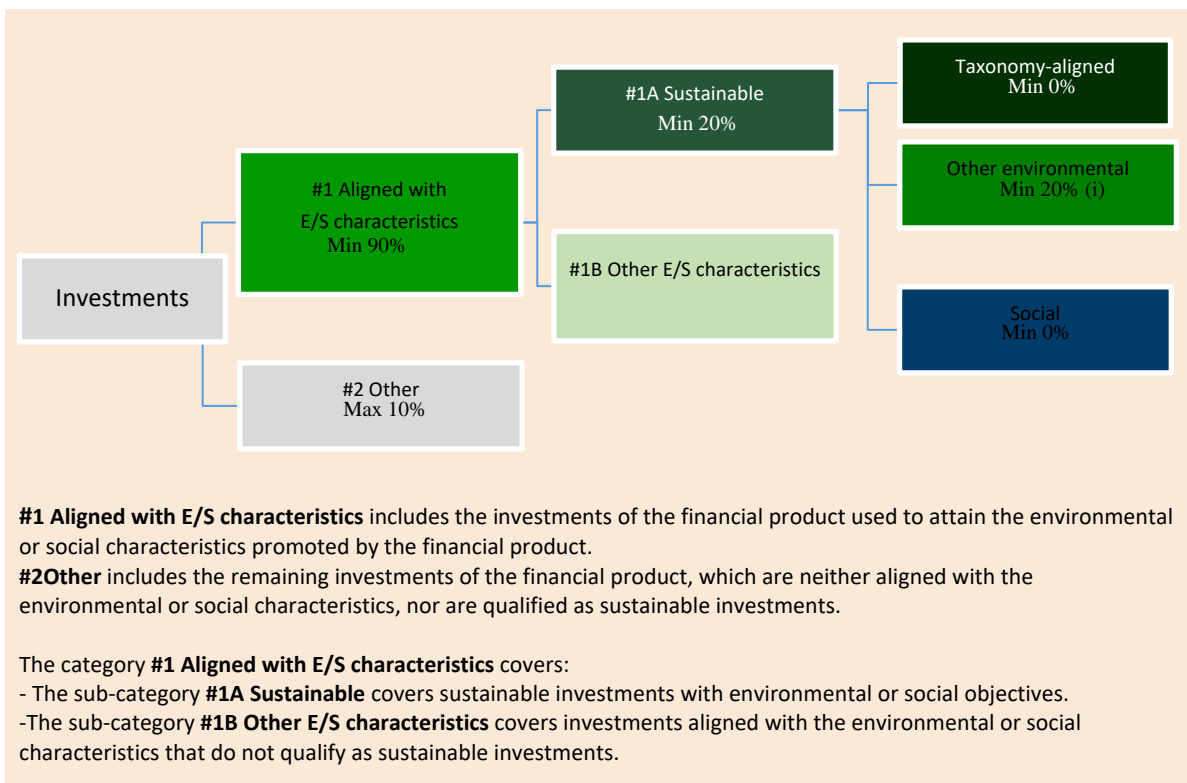 Investments
#1 Aligned with
E/S characteristics
Min 90%
#2 Other
Max 10%
#1A Sustainable
Min 20%
#1B Other E/S characteristics
Taxonomy-aligned
Min 0%
Other environmental
Min 20% (i)
Social
Min 0%
#1 Aligned with E/S characteristics includes the investments of the financial product used to attain the environmental
or social characteristics promoted by the financial product.
#2Other includes the remaining investments of the financial product, which are neither aligned with the
environmental or social characteristics, nor are qualified as sustainable investments.
The category #1 Aligned with E/S characteristics covers:
- The sub-category #1A Sustainable covers sustainable investments with environmental or social objectives.
-The sub-category #1B Other E/S characteristics covers investments aligned with the environmental or social
characteristics that do not qualify as sustainable investments.